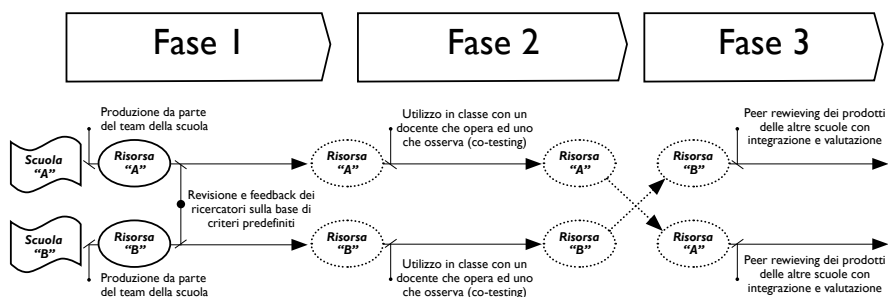 Fase 1
Fase 2
Fase 3
Produzione da parte
del team della scuola
Utilizzo in classe con un
docente che opera ed uno
che osserva (co-testing)
Peer rewieving dei prodotti
delle altre scuole con
integrazione e valutazione
Scuola
“A”
Risorsa
“A”
Risorsa
“A”
Risorsa
“A”
Risorsa
“B”
Revisione e feedback dei
ricercatori sulla base di
criteri predefiniti
Scuola
“B”
Risorsa
“B”
Risorsa
“B”
Risorsa
“B”
Risorsa
“A”
Produzione da parte
del team della scuola
Utilizzo in classe con un
docente che opera ed uno
che osserva (co-testing)
Peer rewieving dei prodotti
delle altre scuole con
integrazione e valutazione